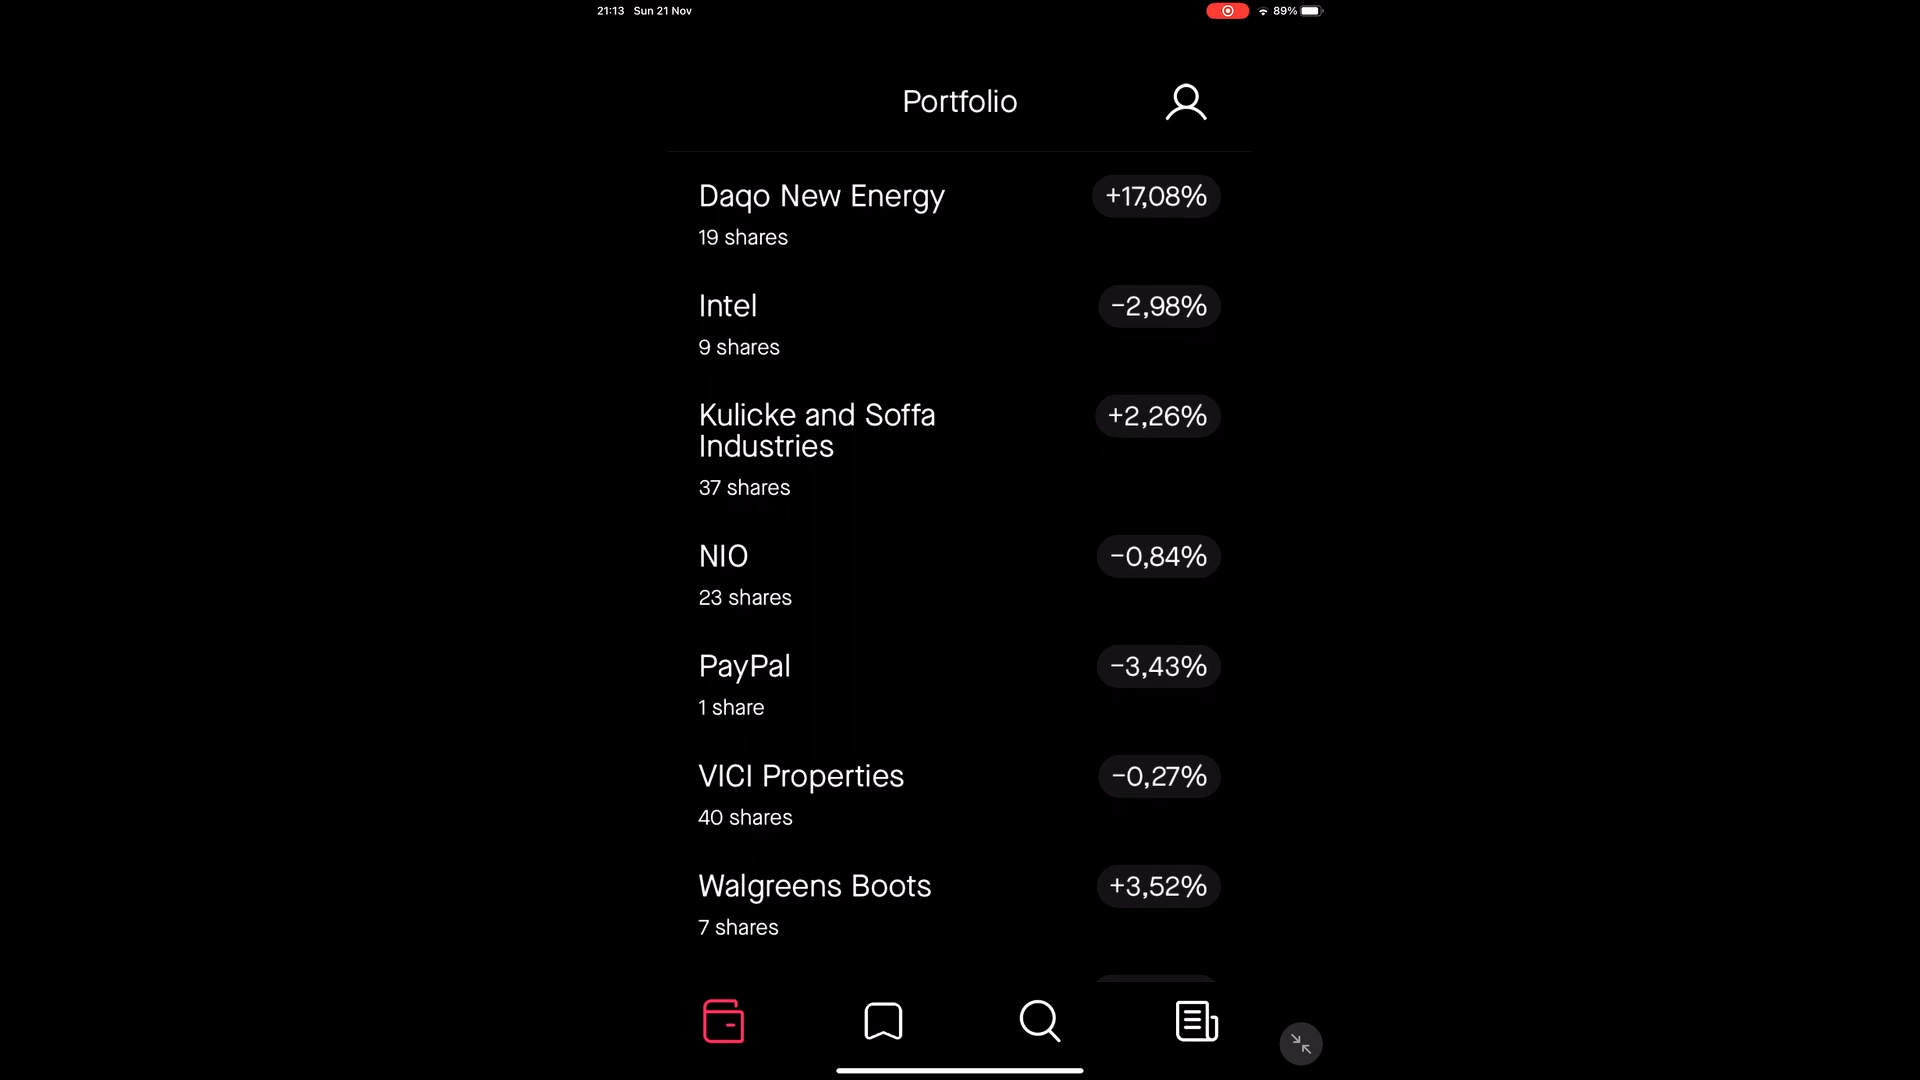 21:13 Sun 21 Nov
89%
Portfolio
Daqo New Energy
+17,08%
19 shares
Intel
−2,98%
9 shares
Kulicke and Soffa
Industries
+2,26%
37 shares
NIO
−0,84%
23 shares
PayPal
−3,43%
1 share
VICI Properties
−0,27%
40 shares
Walgreens Boots
+3,52%
7 shares